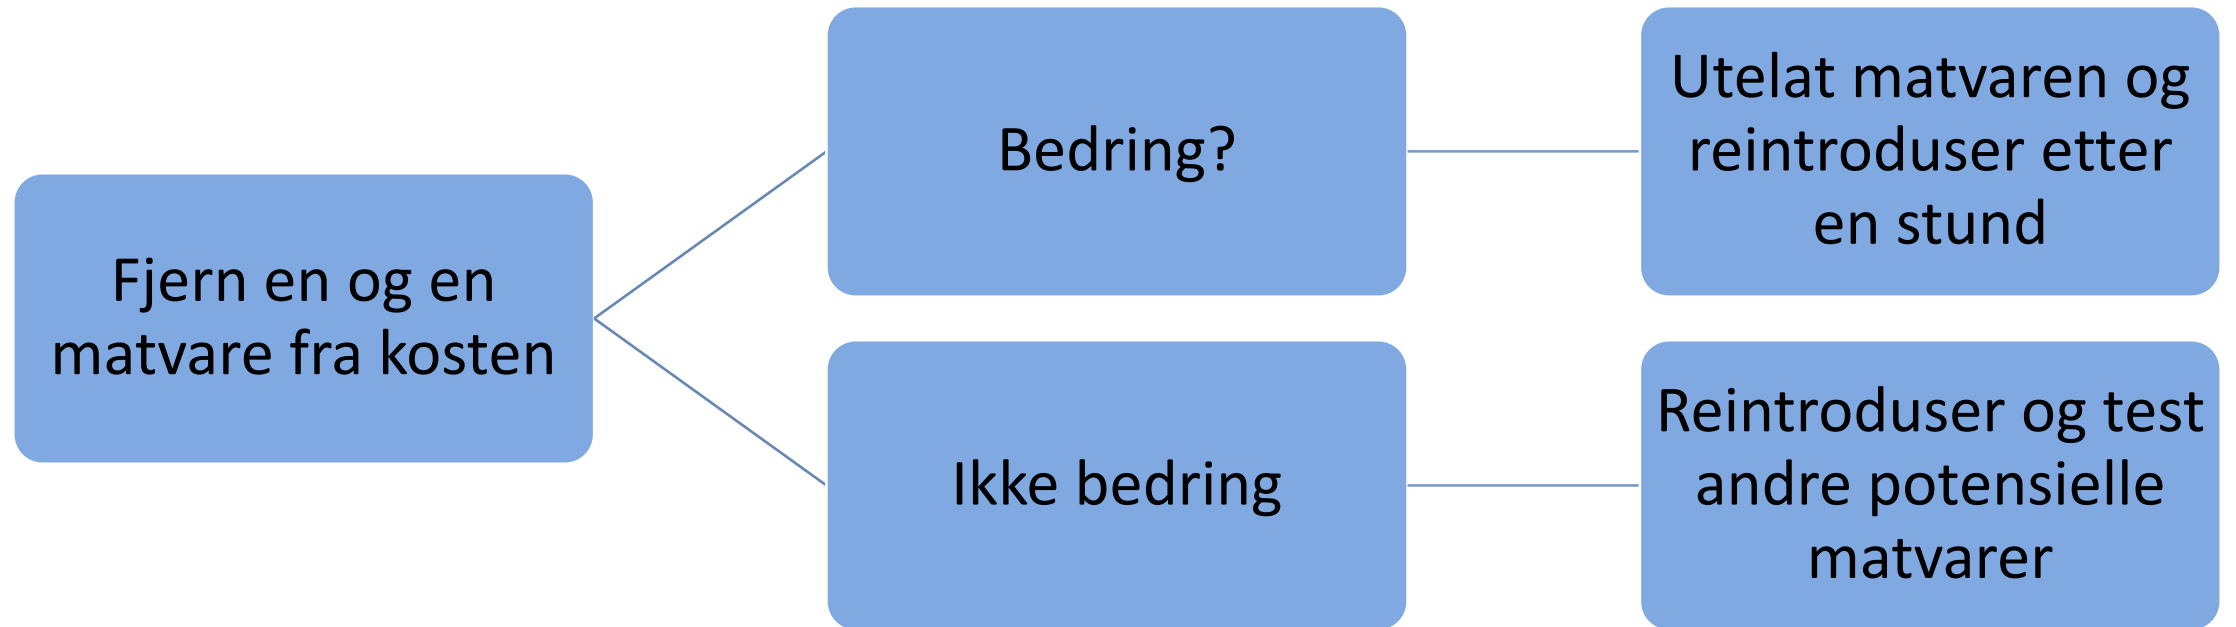 Fjern en og en
matvare fra kosten
Bedring?
Utelat matvaren og
reintroduser etter
en stund
Ikke bedring
Reintroduser og test
andre potensielle
matvarer